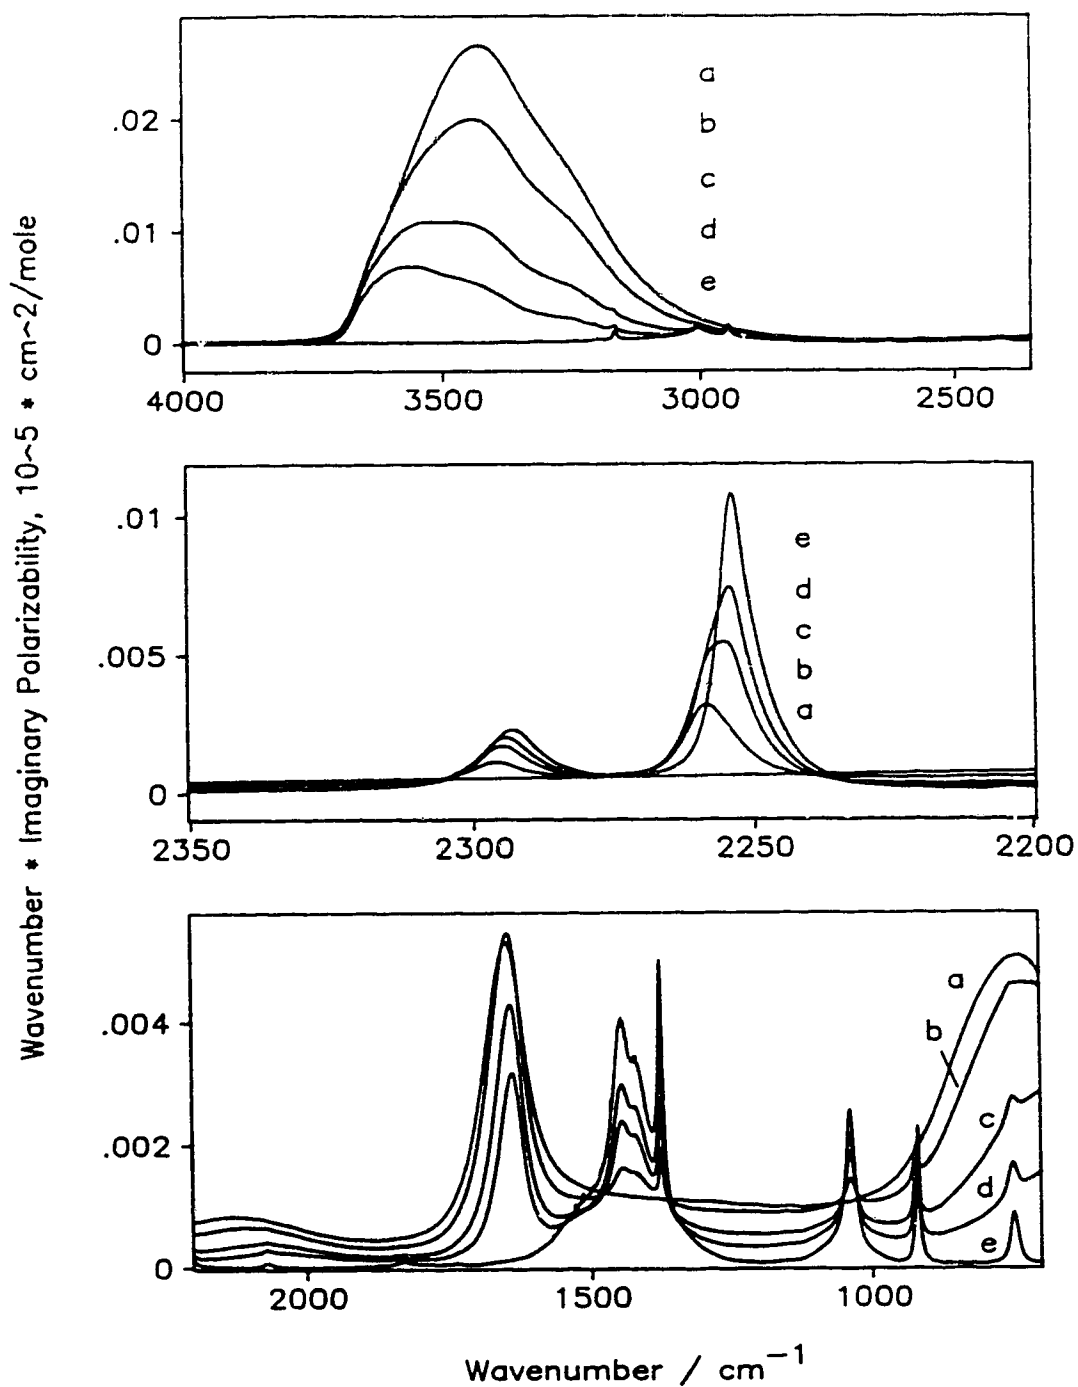 Wavenumber * Imaginary Polarizability, 10~5 * cm~2/mole
a
.02
b
c
.01
d
e
0
4000 3500 3000 2500
.01
e
d
.005
c
b
a
0
2350 2300 2250 2200
a
.004
b
c
.002
d
e
0
2000 1500 1000
Wavenumber / cm⁻¹